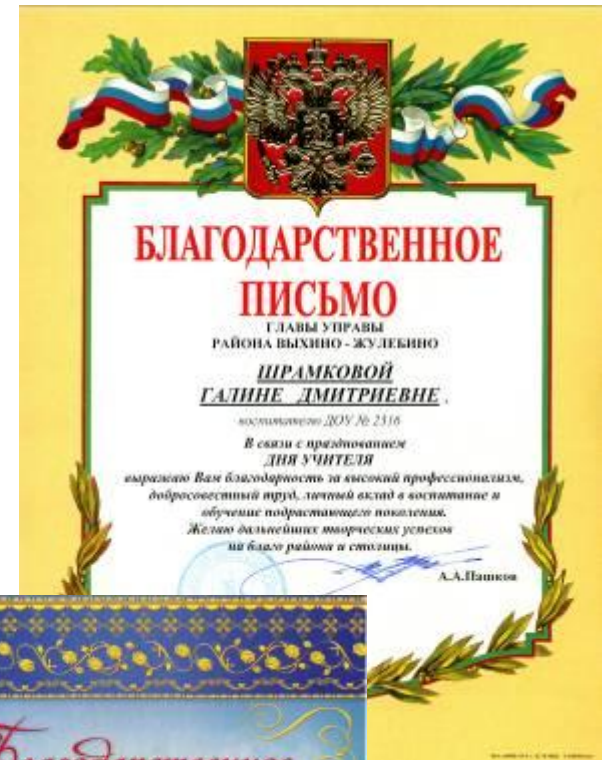 БЛАГОДАРСТВЕННОЕ
ПИСЬМО
ГЛАВЫ УПРАВЫ
РАЙОНА ВЫХИНО - ЖУЛЕБИНО
ШРАМКОВОЙ
ГАЛИНЕ ДМИТРИЕВНЕ ,
воспитателю ДОУ № 2316
В связи с празднованием
ДНЯ УЧИТЕЛЯ
выражаю Вам благодарность за высокий профессионализм,
добросовестный труд, личный вклад в воспитание и
обучение подрастающего поколения.
Желаю дальнейших творческих успехов
на благо района и столицы.
А.А.Пашков
Благодарственное